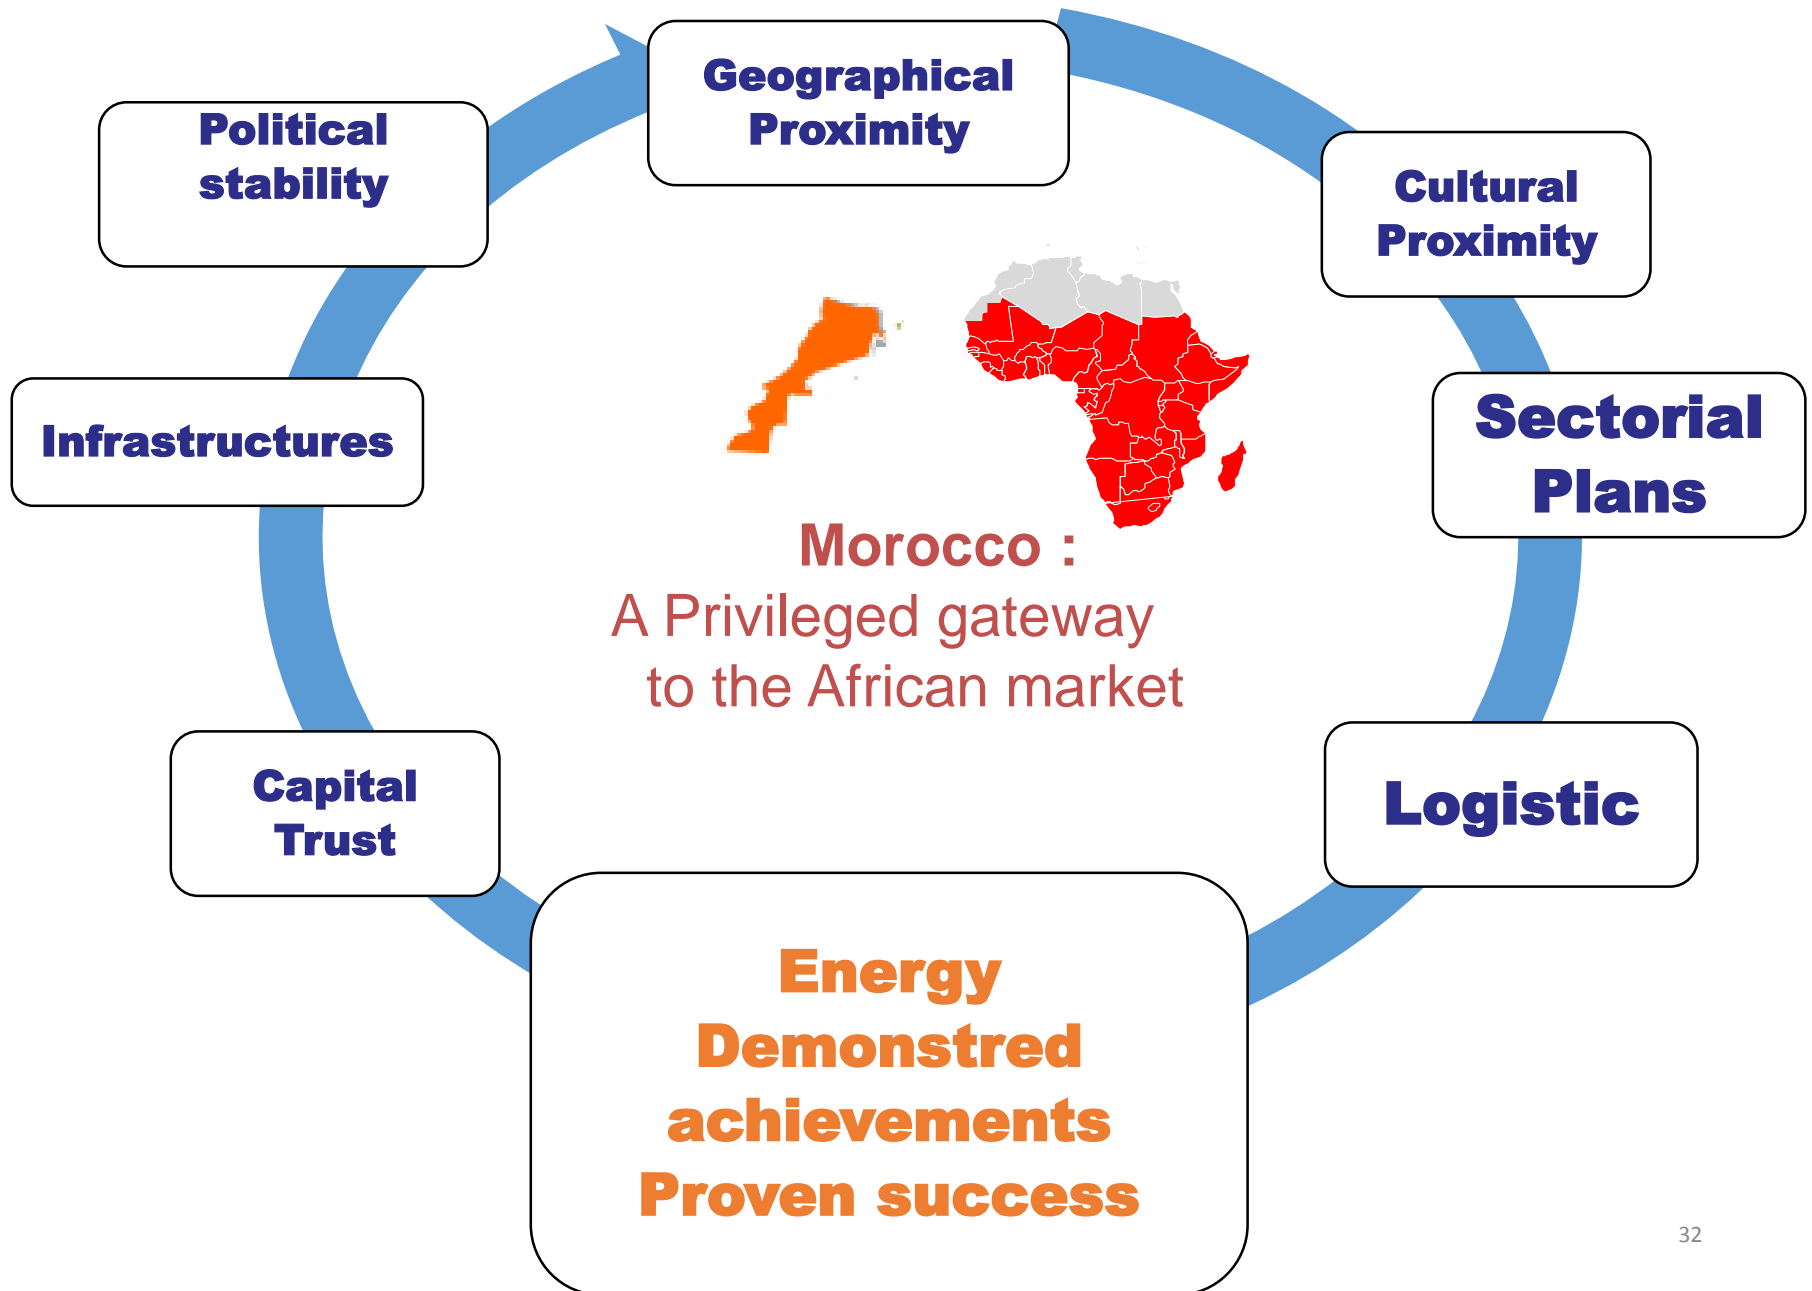 Geographical
Proximity
Cultural
Proximity
Sectorial
Plans
Logistic
Energy
Demonstred
achievements
Proven success
Capital
Trust
Infrastructures
Political
stability
Morocco :
A Privileged gateway
to the African market
32